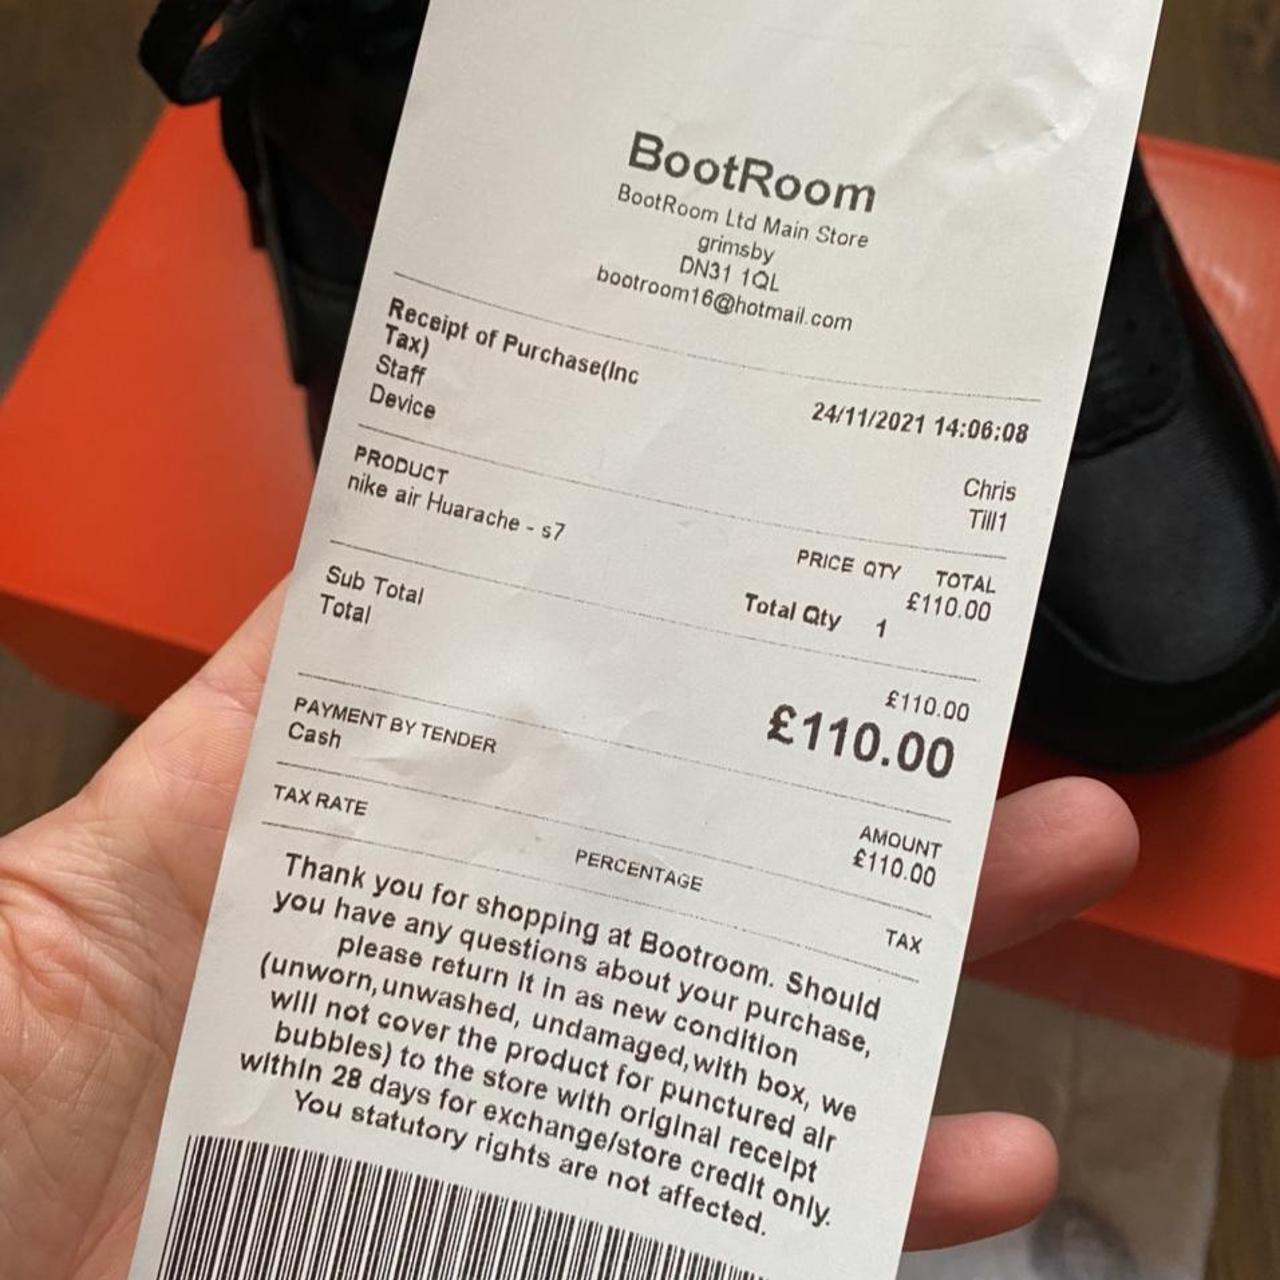 BootRoom
BootRoom Ltd Main Store
grimsby
DN31 1QL
bootroom16@hotmail.com
Receipt of Purchase(Inc
Tax)
24/11/2021 14:06:08
Staff
Chris
Device
Till1
PRODUCT PRICE QTY TOTAL
nike air Huarache - s7 £110.00
Total Qty 1
Sub Total £110.00
Total £110.00
PAYMENT BY TENDER AMOUNT
Cash £110.00
TAX RATE PERCENTAGE TAX
Thank you for shopping at Bootroom. Should
you have any questions about your purchase,
please return it in as new condition
(unworn,unwashed, undamaged,with box, we
will not cover the product for punctured air
bubbles) to the store with original receipt
within 28 days for exchange/store credit only.
You statutory rights are not affected.